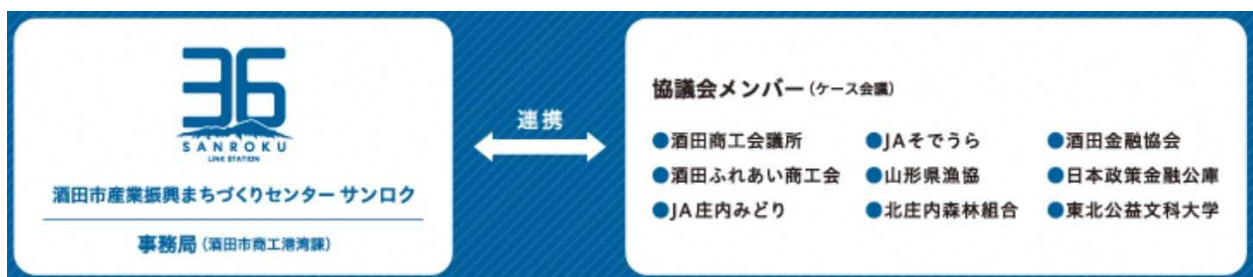 36
SANROKU
LINK STATION
酒田市産業振興まちづくりセンター サンロク
事務局(酒田市商工港湾課)
連携
協議会メンバー(ケース会議)
●酒田商工会議所 ●JAそでうら ●酒田金融協会
●酒田ふれあい商工会 ●山形県漁協 ●日本政策金融公庫
●JA庄内みどり ●北庄内森林組合 ●東北公益文科大学